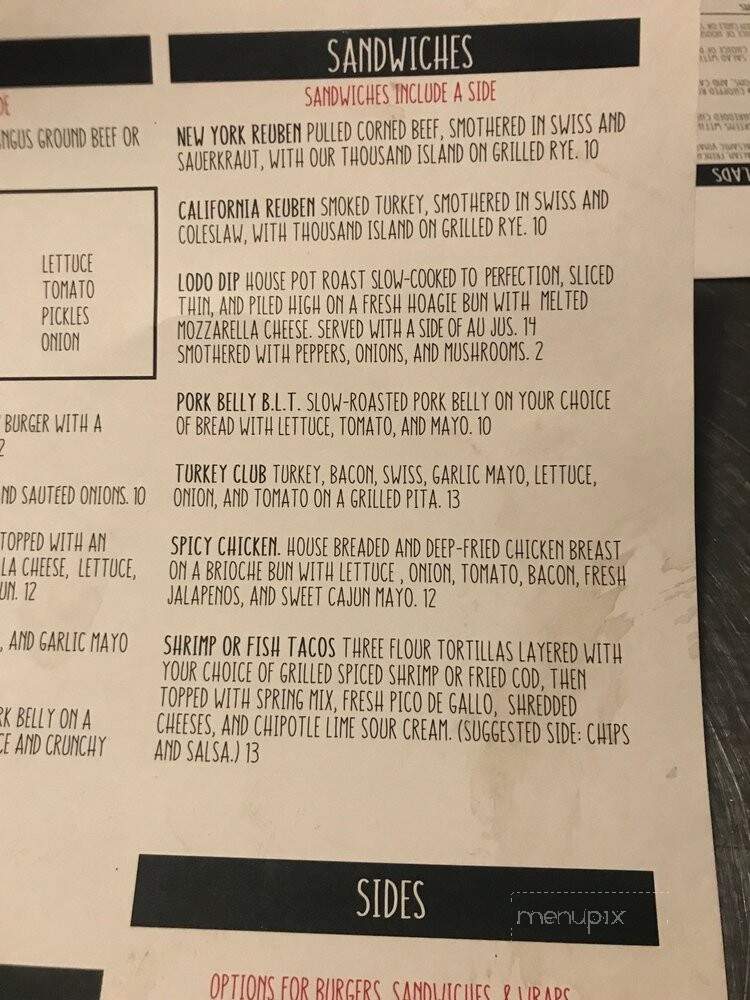 SANDWICHES
SANDWICHES INCLUDE A SIDE
NEW YORK REUBEN PULLED CORNED BEEF, SMOTHERED IN SWISS AND
SAUERKRAUT, WITH OUR THOUSAND ISLAND ON GRILLED RYE. 10
CALIFORNIA REUBEN SMOKED TURKEY, SMOTHERED IN SWISS AND
COLESLAW, WITH THOUSAND ISLAND ON GRILLED RYE. 10
LODO DIP HOUSE POT ROAST SLOW-COOKED TO PERFECTION, SLICED
THIN, AND PILED HIGH ON A FRESH HOAGIE BUN WITH MELTED
MOZZARELLA CHEESE. SERVED WITH A SIDE OF AU JUS. 14
SMOTHERED WITH PEPPERS, ONIONS, AND MUSHROOMS. 2
PORK BELLY B.L.T. SLOW-ROASTED PORK BELLY ON YOUR CHOICE
OF BREAD WITH LETTUCE, TOMATO, AND MAYO. 10
TURKEY CLUB TURKEY, BACON, SWISS, GARLIC MAYO, LETTUCE,
ONION, AND TOMATO ON A GRILLED PITA. 13
SPICY CHICKEN. HOUSE BREADED AND DEEP-FRIED CHICKEN BREAST
ON A BRIOCHE BUN WITH LETTUCE , ONION, TOMATO, BACON, FRESH
JALAPENOS, AND SWEET CAJUN MAYO. 12
SHRIMP OR FISH TACOS THREE FLOUR TORTILLAS LAYERED WITH
YOUR CHOICE OF GRILLED SPICED SHRIMP OR FRIED COD, THEN
TOPPED WITH SPRING MIX, FRESH PICO DE GALLO, SHREDDED
CHEESES, AND CHIPOTLE LIME SOUR CREAM. (SUGGESTED SIDE: CHIPS
AND SALSA.) 13
SIDES
OPTIONS FOR BURGERS, SANDWICHES, & WRAPS
GROUND BEEF OR
LETTUCE
TOMATO
PICKLES
ONION
BURGER WITH A
2
SAUTÉED ONIONS. 10
TOPPED WITH AN
CHEESE, LETTUCE,
12
, AND GARLIC MAYO
BELLY ON A
AND CRUNCHY
menupix